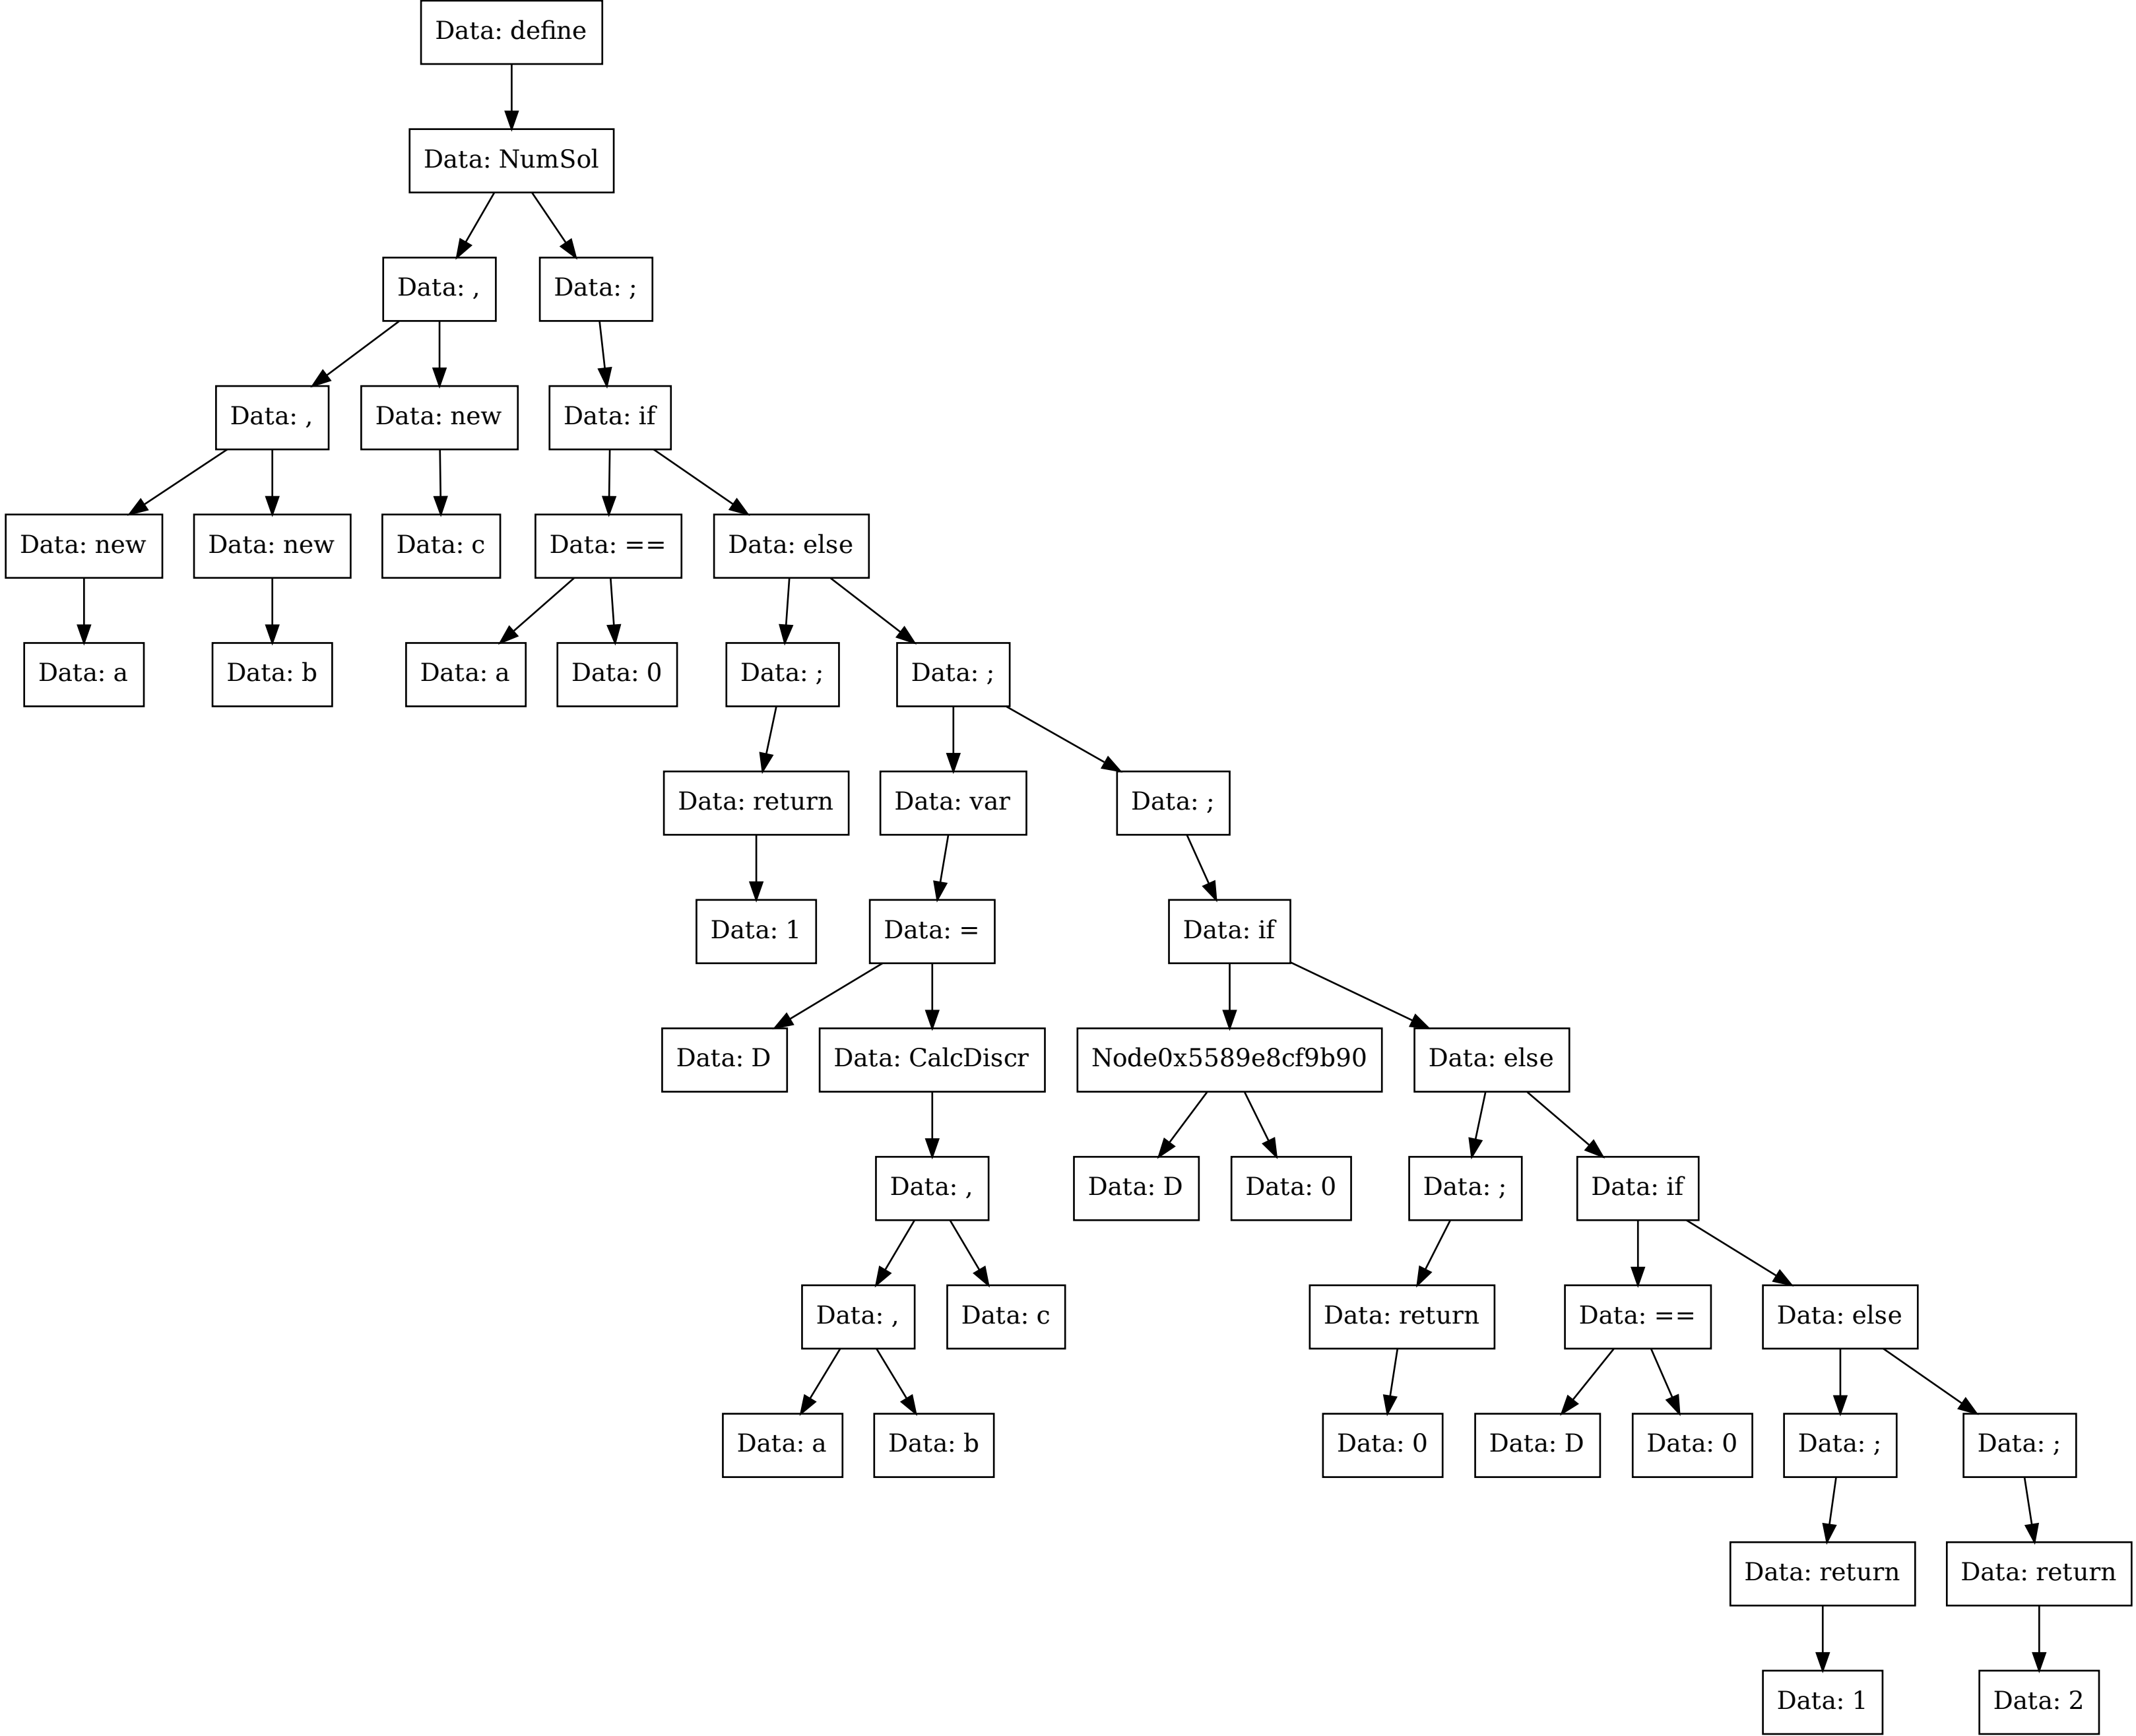 Data: define
Data: NumSol
Data: ,
Data: ;
Data: ,
Data: new
Data: if
Data: new
Data: new
Data: c
Data: ==
Data: else
Data: a
Data: b
Data: a
Data: 0
Data: ;
Data: ;
Data: return
Data: var
Data: ;
Data: 1
Data: =
Data: if
Data: D
Data: CalcDiscr
Node0x5589e8cf9b90
Data: else
Data: ,
Data: D
Data: 0
Data: ;
Data: if
Data: ,
Data: c
Data: return
Data: ==
Data: else
Data: a
Data: b
Data: 0
Data: D
Data: 0
Data: ;
Data: ;
Data: return
Data: return
Data: 1
Data: 2